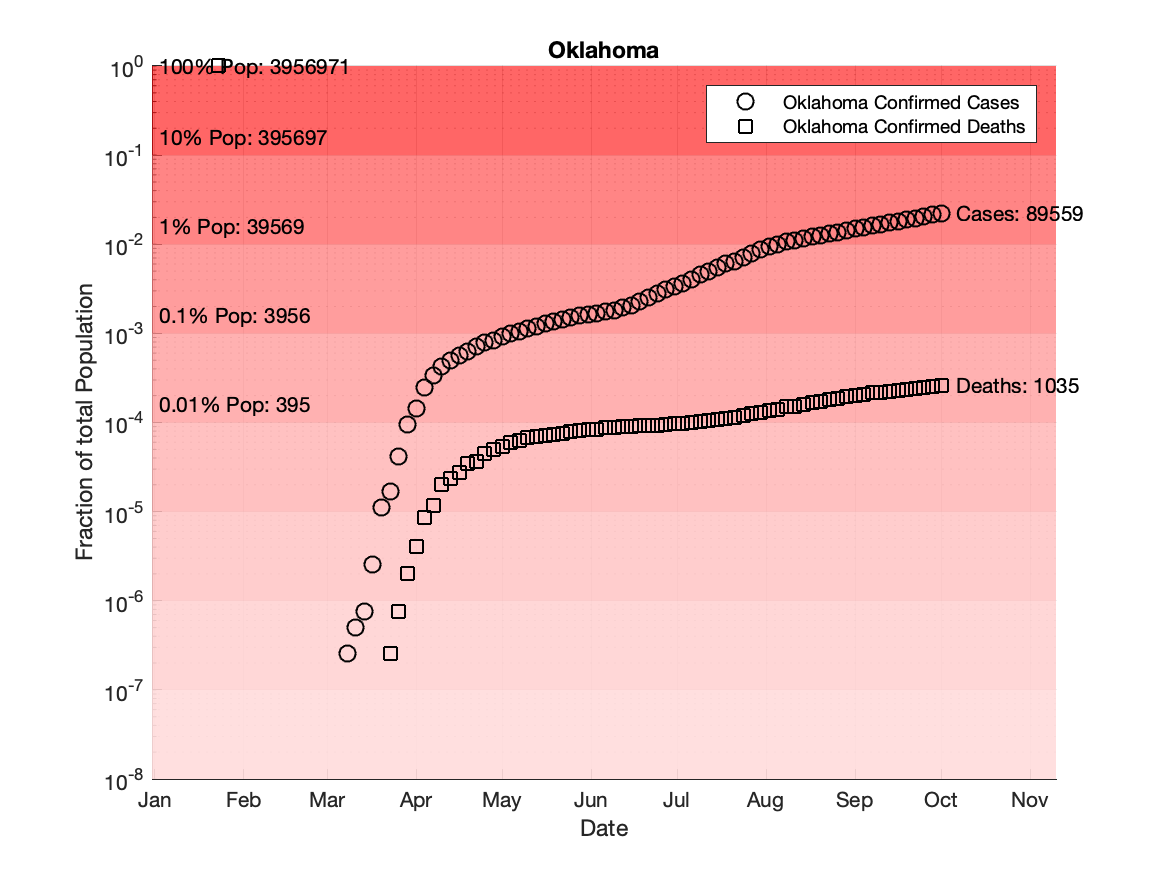 Oklahoma
10^0
100% Pop: 3956971
Oklahoma Confirmed Cases
Oklahoma Confirmed Deaths
10% Pop: 395697
10^-1
1% Pop: 39569
Cases: 89559
10^-2
0.1% Pop: 3956
10^-3
Deaths: 1035
0.01% Pop: 395
10^-4
10^-5
10^-6
10^-7
10^-8
Fraction of total Population
Jan Feb Mar Apr May Jun Jul Aug Sep Oct Nov
Date